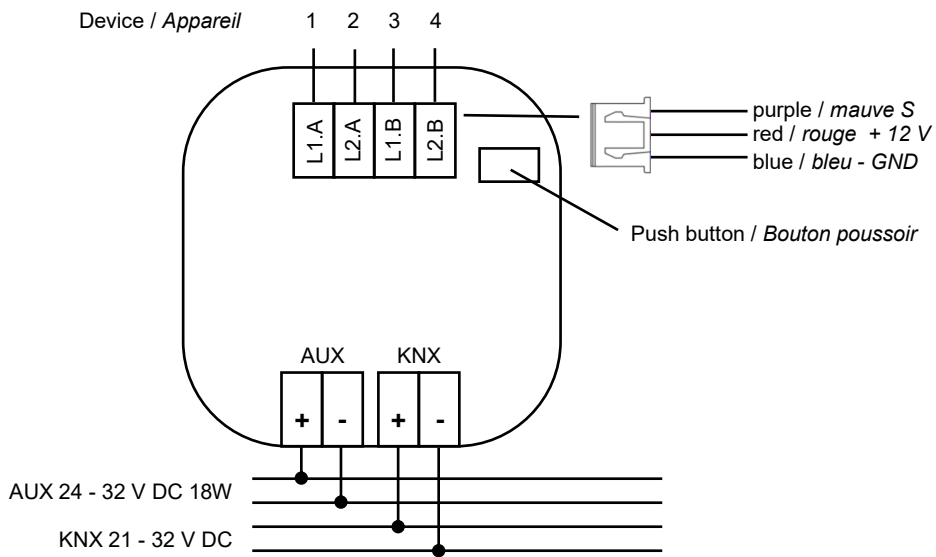 Device / Appareil 1 2 3 4
L1.A L2.A L1.B L2.B
purple / mauve S
red / rouge + 12 V
blue / bleu - GND
Push button / Bouton poussoir
AUX KNX
+ - + -
AUX 24 - 32 V DC 18W
KNX 21 - 32 V DC